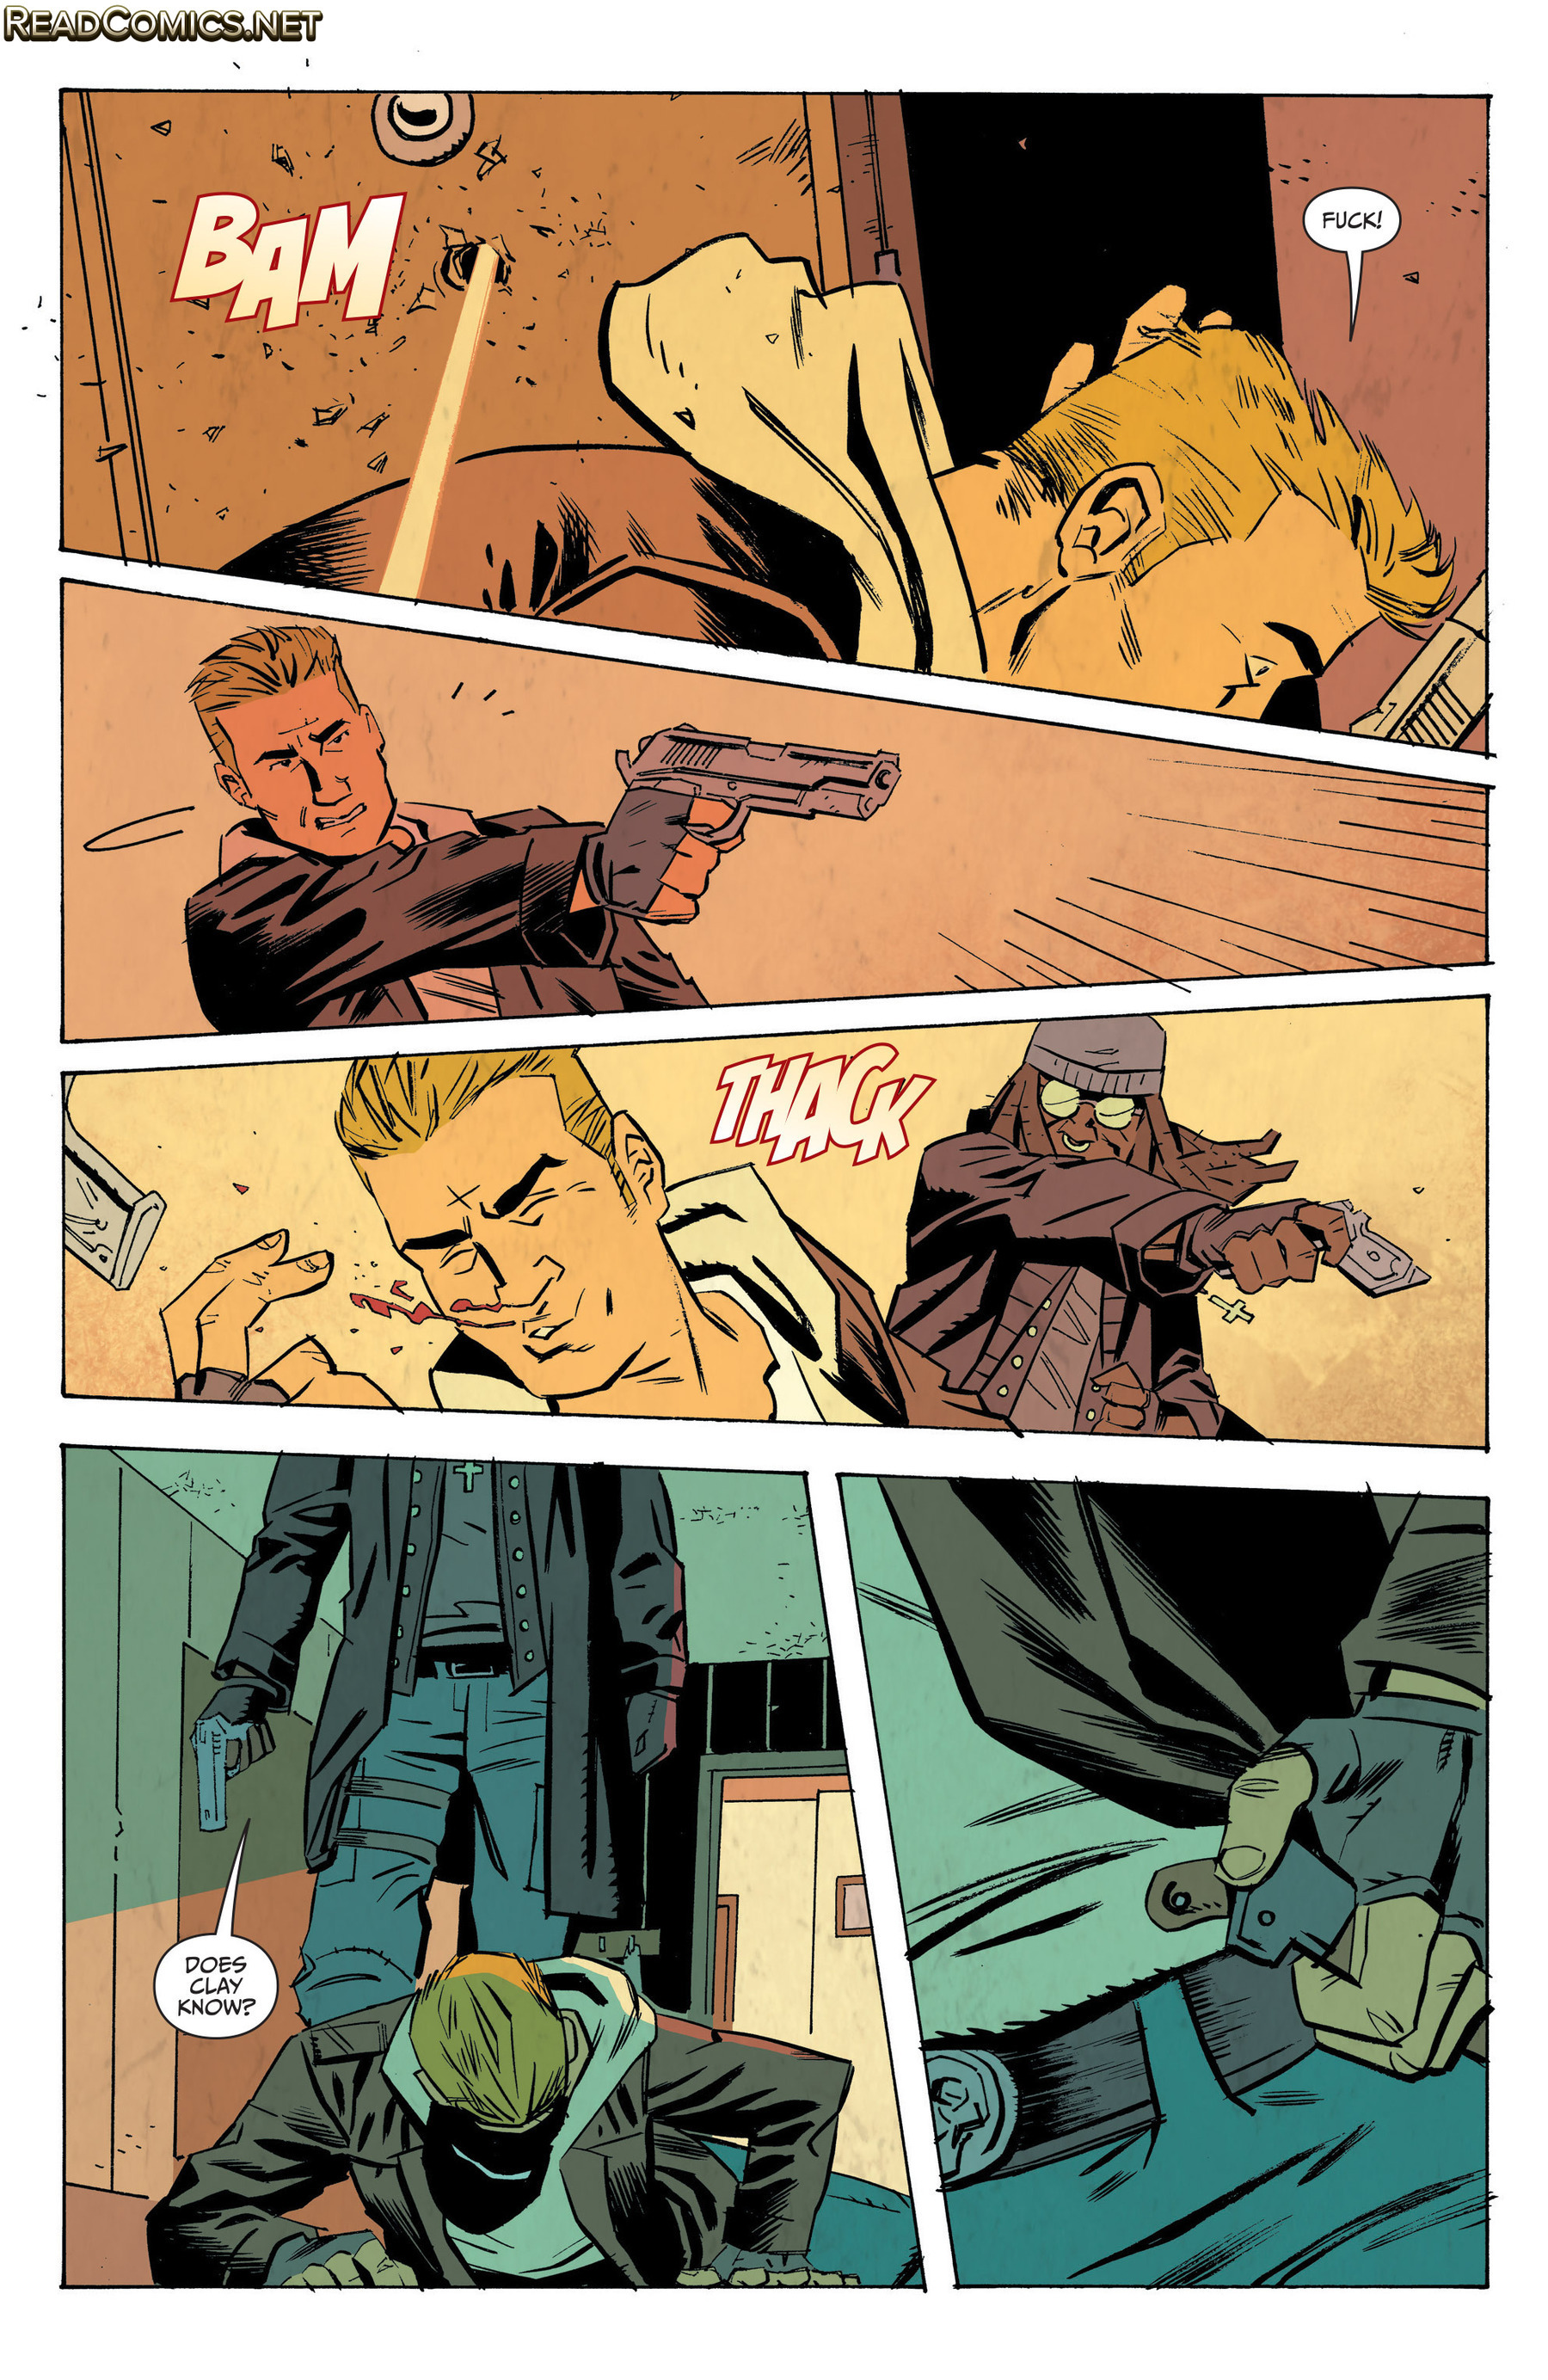 READCOMICS.NET
BAM
FUCK!
THACK
DOES
CLAY
KNOW?